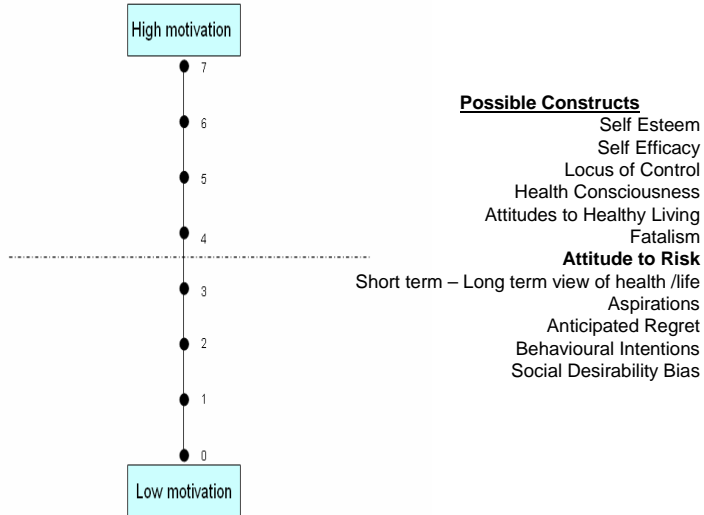 High motivation
7
6
5
4
3
2
1
0
Low motivation
Possible Constructs
Self Esteem
Self Efficacy
Locus of Control
Health Consciousness
Attitudes to Healthy Living
Fatalism
Attitude to Risk
Short term – Long term view of health /life
Aspirations
Anticipated Regret
Behavioural Intentions
Social Desirability Bias